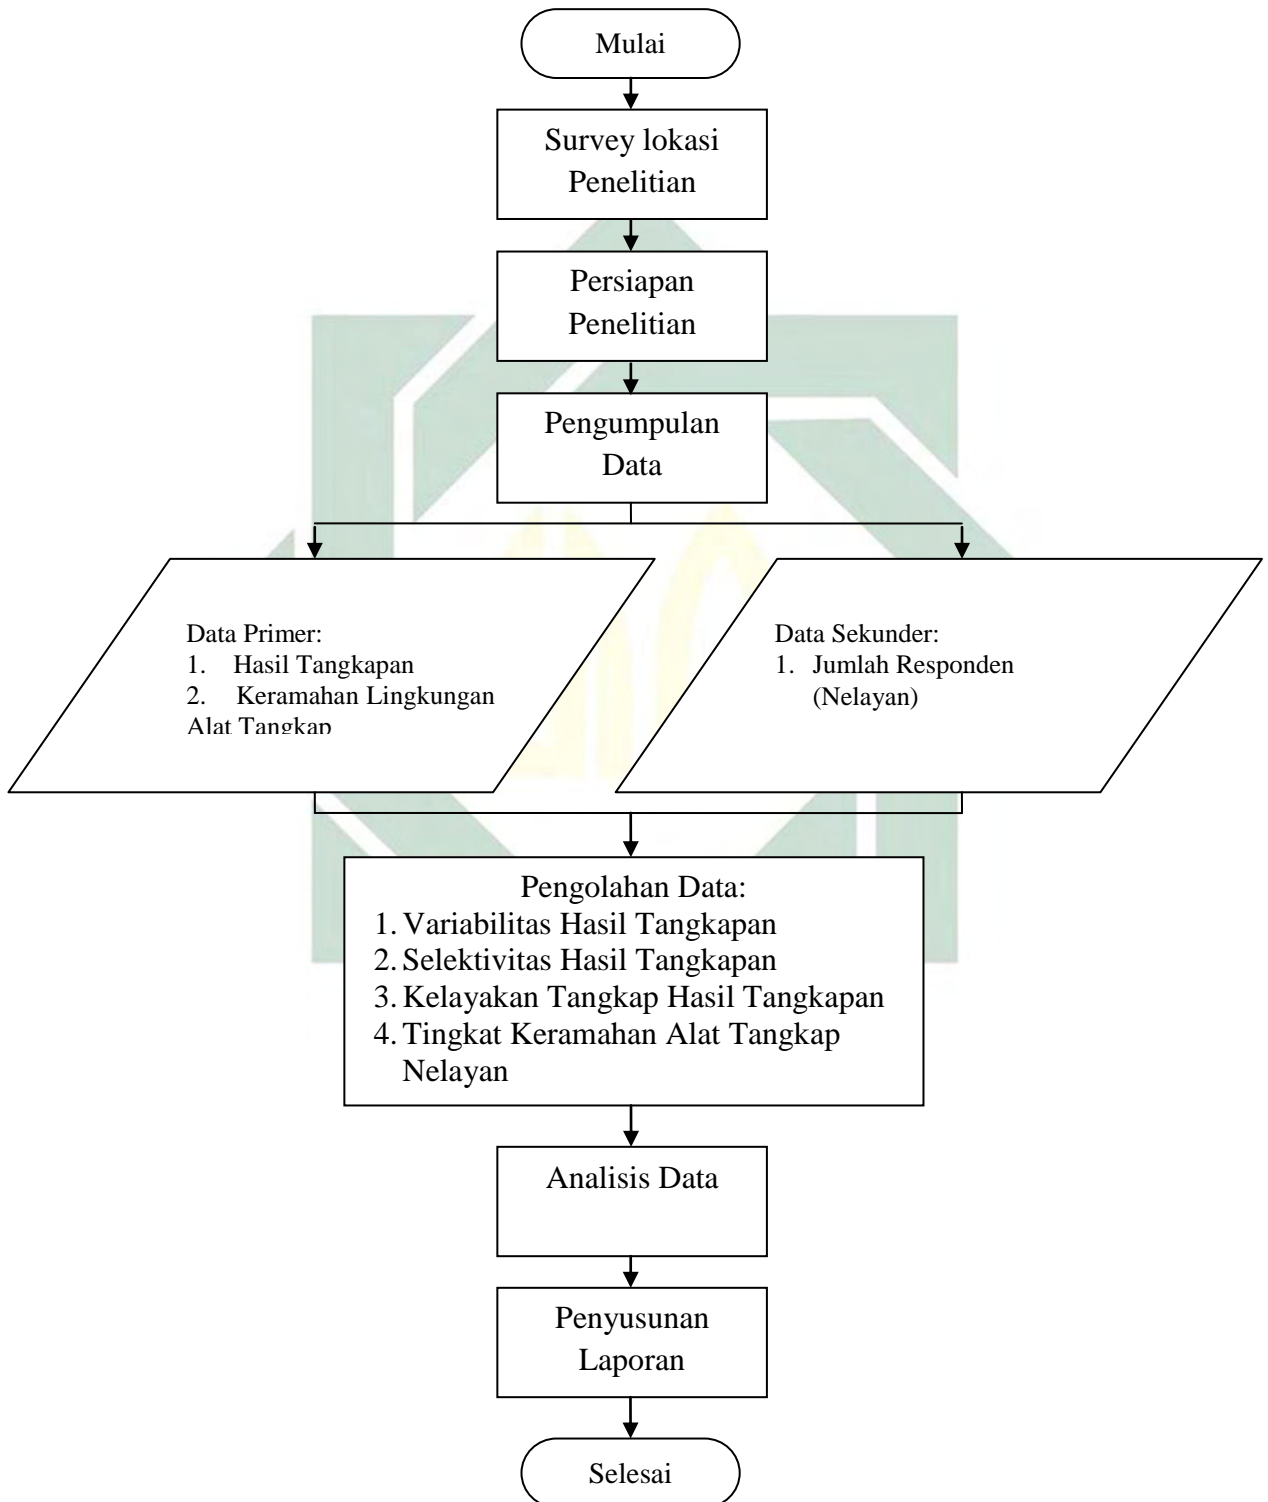 Mulai
Survey lokasi
Penelitian
Persiapan
Penelitian
Pengumpulan
Data
Data Primer:
1. Hasil Tangkapan
2. Keramahan Lingkungan
Alat Tangkap
Data Sekunder:
1. Jumlah Responden
(Nelayan)
Pengolahan Data:
1. Variabilitas Hasil Tangkapan
2. Selektivitas Hasil Tangkapan
3. Kelayakan Tangkap Hasil Tangkapan
4. Tingkat Keramahan Alat Tangkap
Nelayan
Analisis Data
Penyusunan
Laporan
Selesai